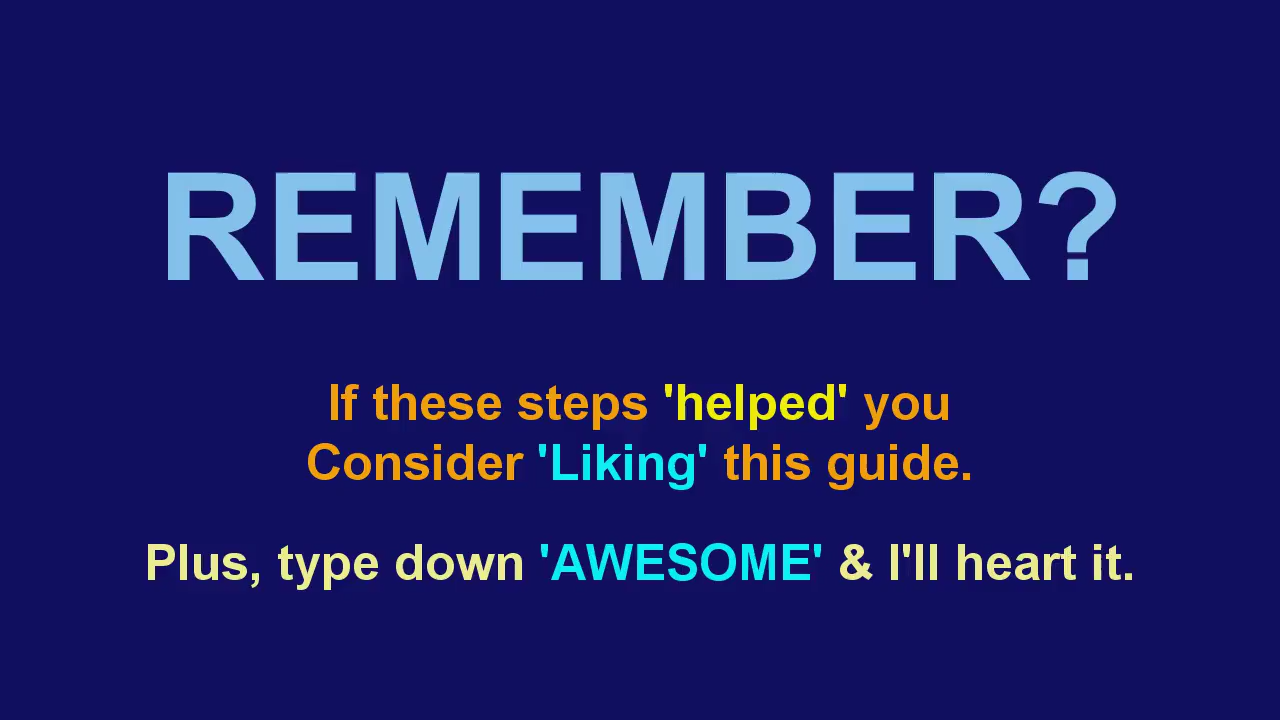 REMEMBER?
If these steps 'helped' you
Consider 'Liking' this guide.
Plus, type down 'AWESOME' & I'll heart it.